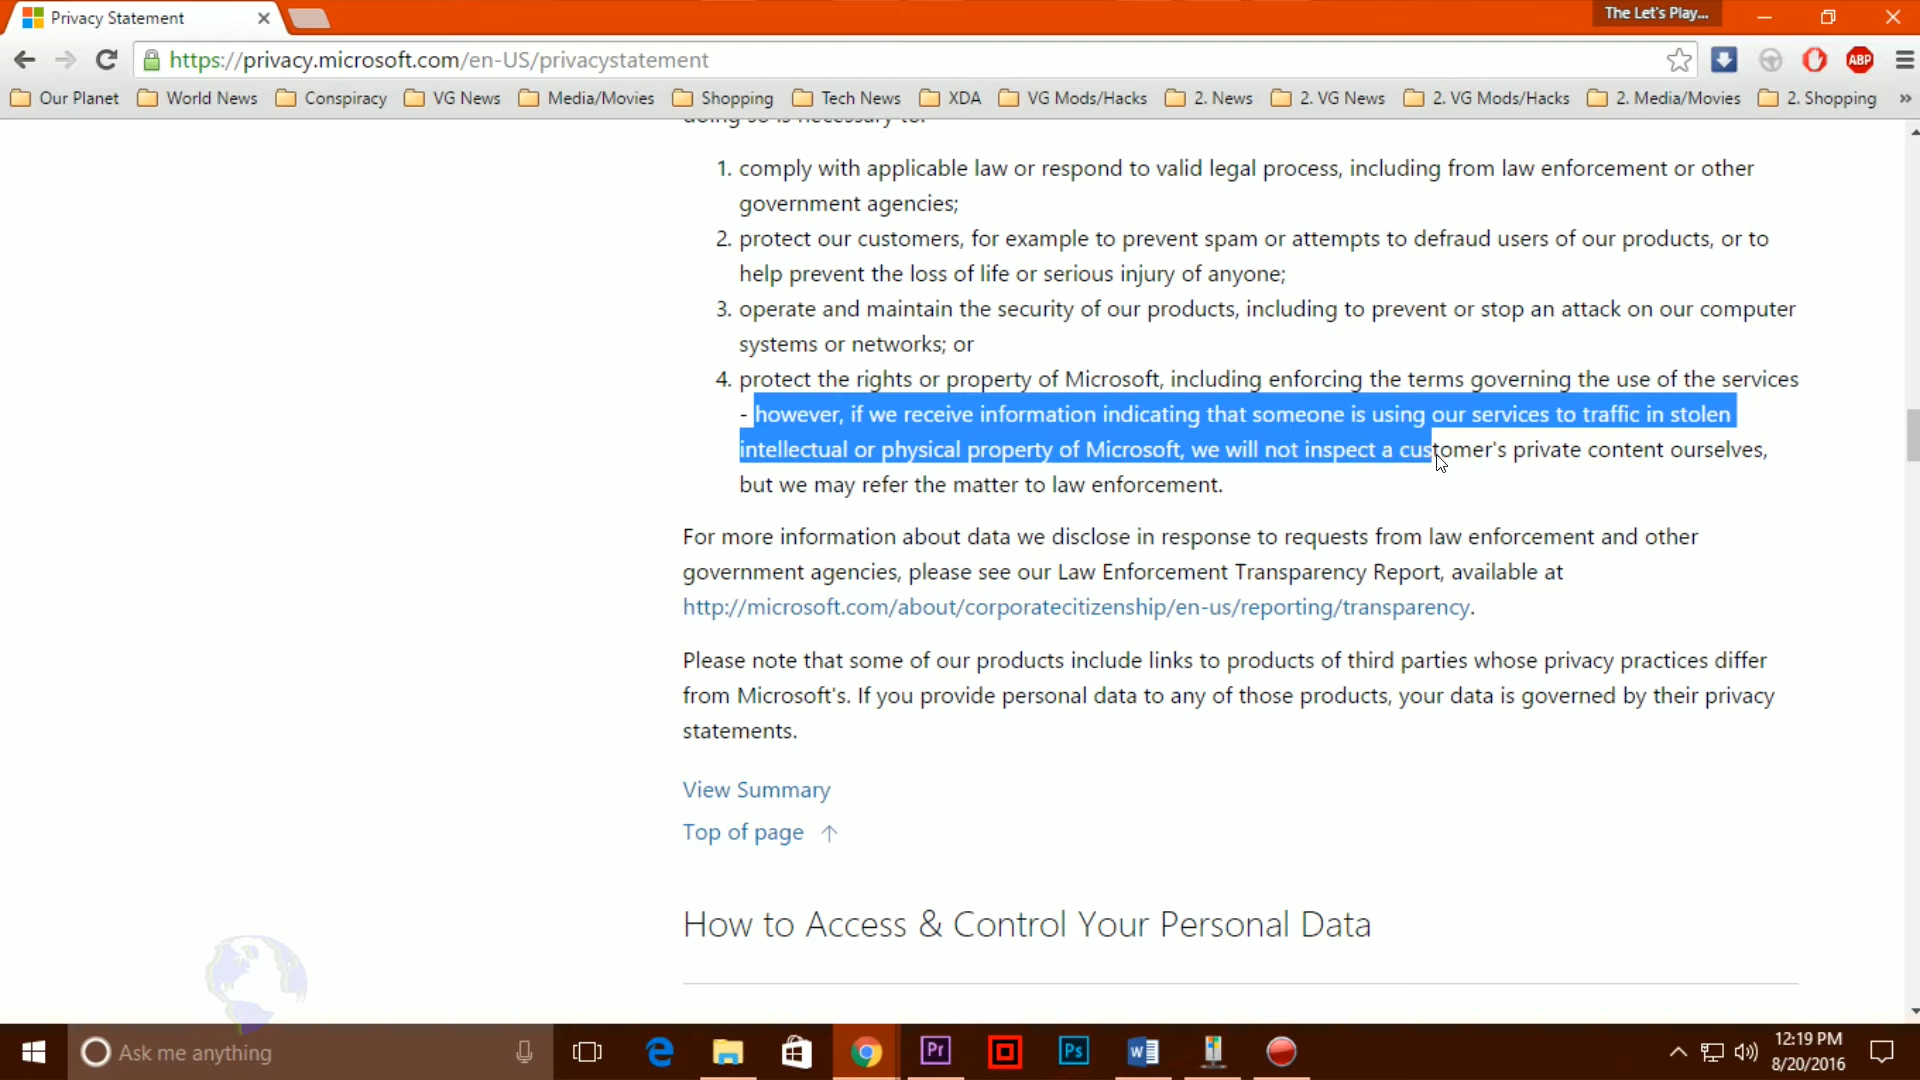 Privacy Statement
The Let's Play...
https://privacy.microsoft.com/en-US/privacystatement
ABP
Our Planet World News Conspiracy VG News Media/Movies Shopping Tech News XDA VG Mods/Hacks 2. News 2. VG News 2. VG Mods/Hacks 2. Media/Movies 2. Shopping »
doing so is necessary to:
1. comply with applicable law or respond to valid legal process, including from law enforcement or other
government agencies;
2. protect our customers, for example to prevent spam or attempts to defraud users of our products, or to
help prevent the loss of life or serious injury of anyone;
3. operate and maintain the security of our products, including to prevent or stop an attack on our computer
systems or networks; or
4. protect the rights or property of Microsoft, including enforcing the terms governing the use of the services
- however, if we receive information indicating that someone is using our services to traffic in stolen
intellectual or physical property of Microsoft, we will not inspect a customer's private content ourselves,
but we may refer the matter to law enforcement.
For more information about data we disclose in response to requests from law enforcement and other
government agencies, please see our Law Enforcement Transparency Report, available at
http://microsoft.com/about/corporatecitizenship/en-us/reporting/transparency.
Please note that some of our products include links to products of third parties whose privacy practices differ
from Microsoft's. If you provide personal data to any of those products, your data is governed by their privacy
statements.
View Summary
Top of page ↑
How to Access & Control Your Personal Data
Ask me anything
Pr
Ps
12:19 PM
8/20/2016